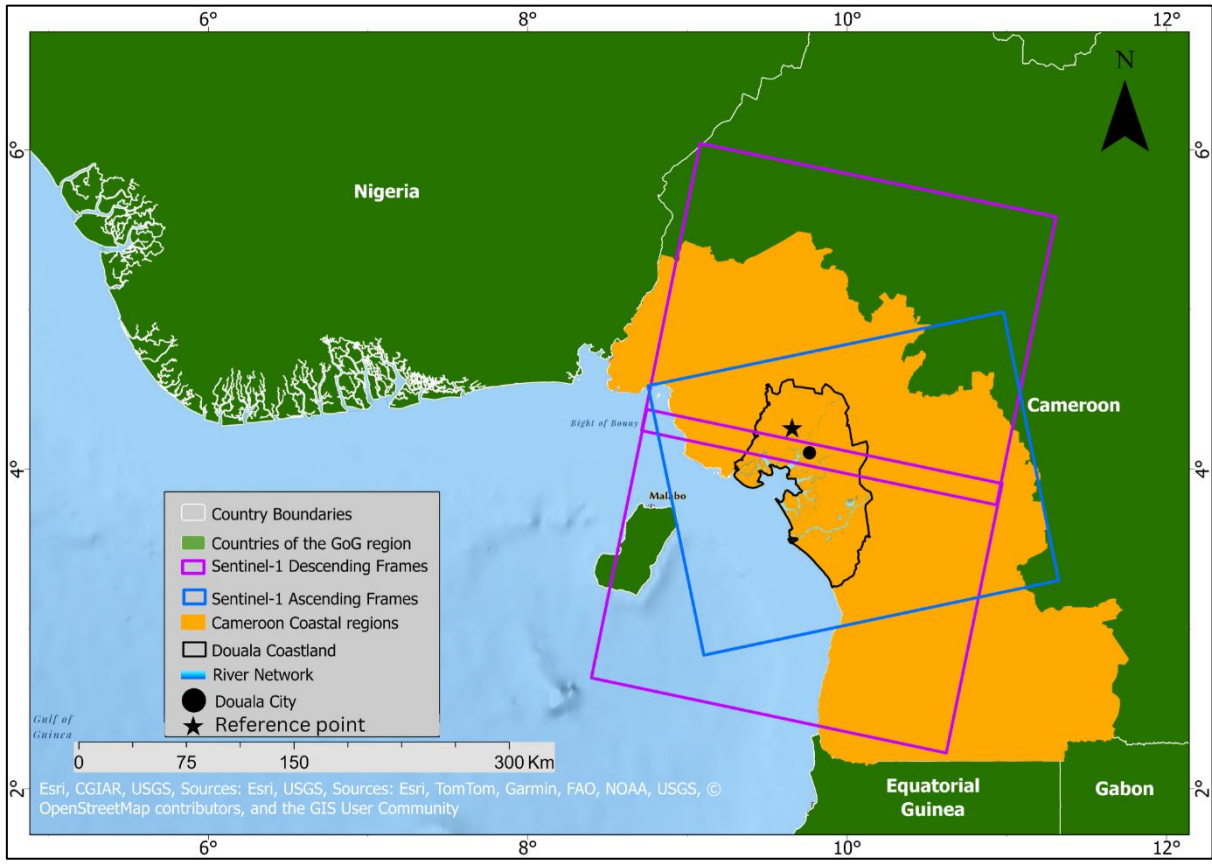 6° 8° 10° 12°
N
6° 6°
Nigeria
Cameroon
Bight of Bonny
4° 4°
Malabo
Country Boundaries
Countries of the GoG region
Sentinel-1 Descending Frames
Sentinel-1 Ascending Frames
Cameroon Coastal regions
Douala Coastland
River Network
Douala City
Reference point
Gulf of
Guinea
0 75 150 300 Km
Equatorial
Guinea
Gabon
2° 2°
Esri, CGIAR, USGS, Sources: Esri, USGS, Sources: Esri, TomTom, Garmin, FAO, NOAA, USGS, ©
OpenStreetMap contributors, and the GIS User Community
6° 8° 10° 12°